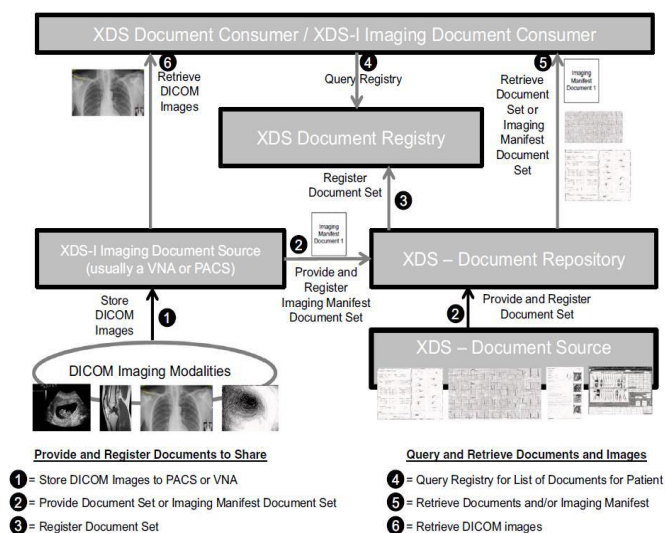 XDS Document Consumer / XDS-I Imaging Document Consumer
6
Retrieve
DICOM
Images
4
Query Registry
5
Retrieve
Document
Set or
Imaging
Manifest
Document
Set
Imaging
Manifest
Document 1
XDS Document Registry
Register
Document Set
3
XDS-I Imaging Document Source
(usually a VNA or PACS)
2
Imaging
Manifest
Document 1
Provide and
Register
Imaging Manifest
Document Set
XDS – Document Repository
Store
DICOM
Images
1
2
Provide and Register
Document Set
XDS – Document Source
DICOM Imaging Modalities
Provide and Register Documents to Share
1 = Store DICOM Images to PACS or VNA
2 = Provide Document Set or Imaging Manifest Document Set
3 = Register Document Set
Query and Retrieve Documents and Images
4 = Query Registry for List of Documents for Patient
5 = Retrieve Documents and/or Imaging Manifest
6 = Retrieve DICOM images